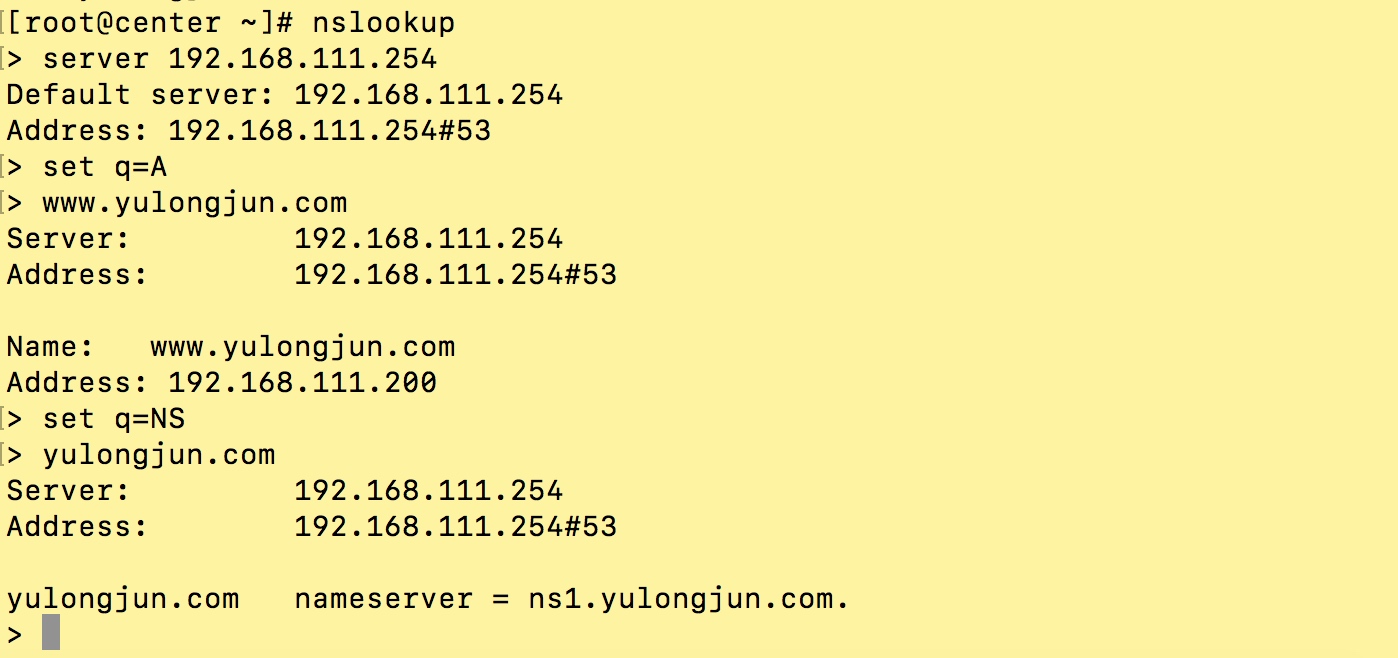 [root@center ~]# nslookup
> server 192.168.111.254
Default server: 192.168.111.254
Address: 192.168.111.254#53
> set q=A
> www.yulongjun.com
Server:         192.168.111.254
Address:        192.168.111.254#53

Name:   www.yulongjun.com
Address: 192.168.111.200
> set q=NS
> yulongjun.com
Server:         192.168.111.254
Address:        192.168.111.254#53

yulongjun.com   nameserver = ns1.yulongjun.com.
>